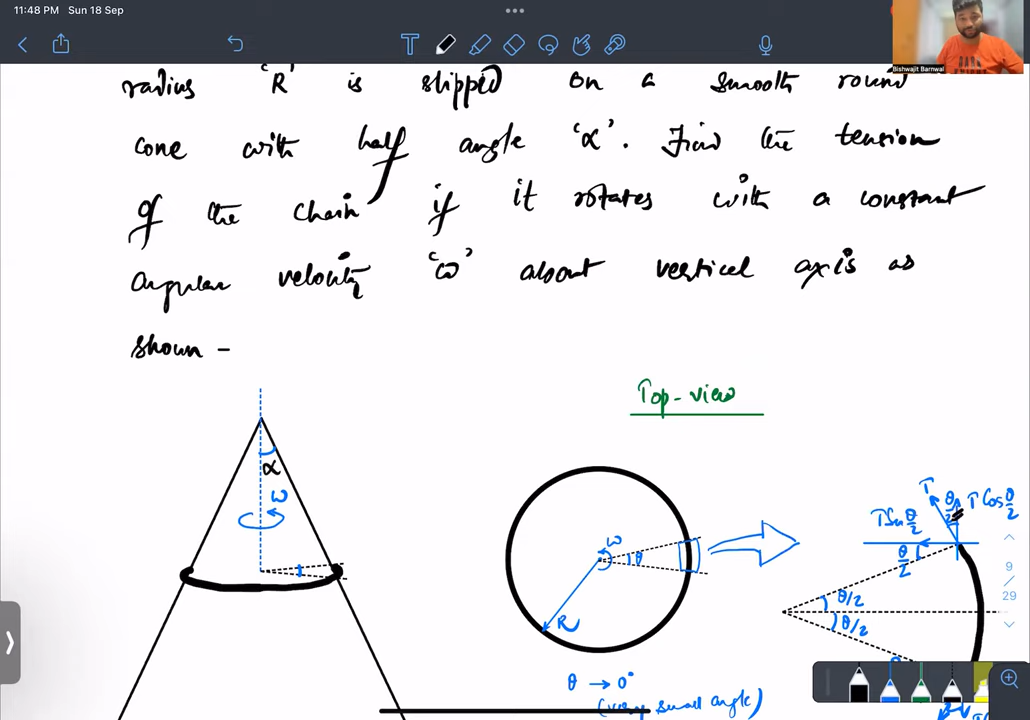 11:48 PM Sun 18 Sep
Bishwajit Barnwal
radius 'R' is slipped on a smooth round
cone with half angle 'α'. Find the tension
of the chain if it rotates with a constant
angular velocity 'ω' about vertical axis as
shown -
Top-view
α
ω
ω
θ
R
θ → 0°
(very small angle)
T
θ/2
T Cos θ/2
T Sin θ/2
θ/2
θ/2
θ/2
9
/
29